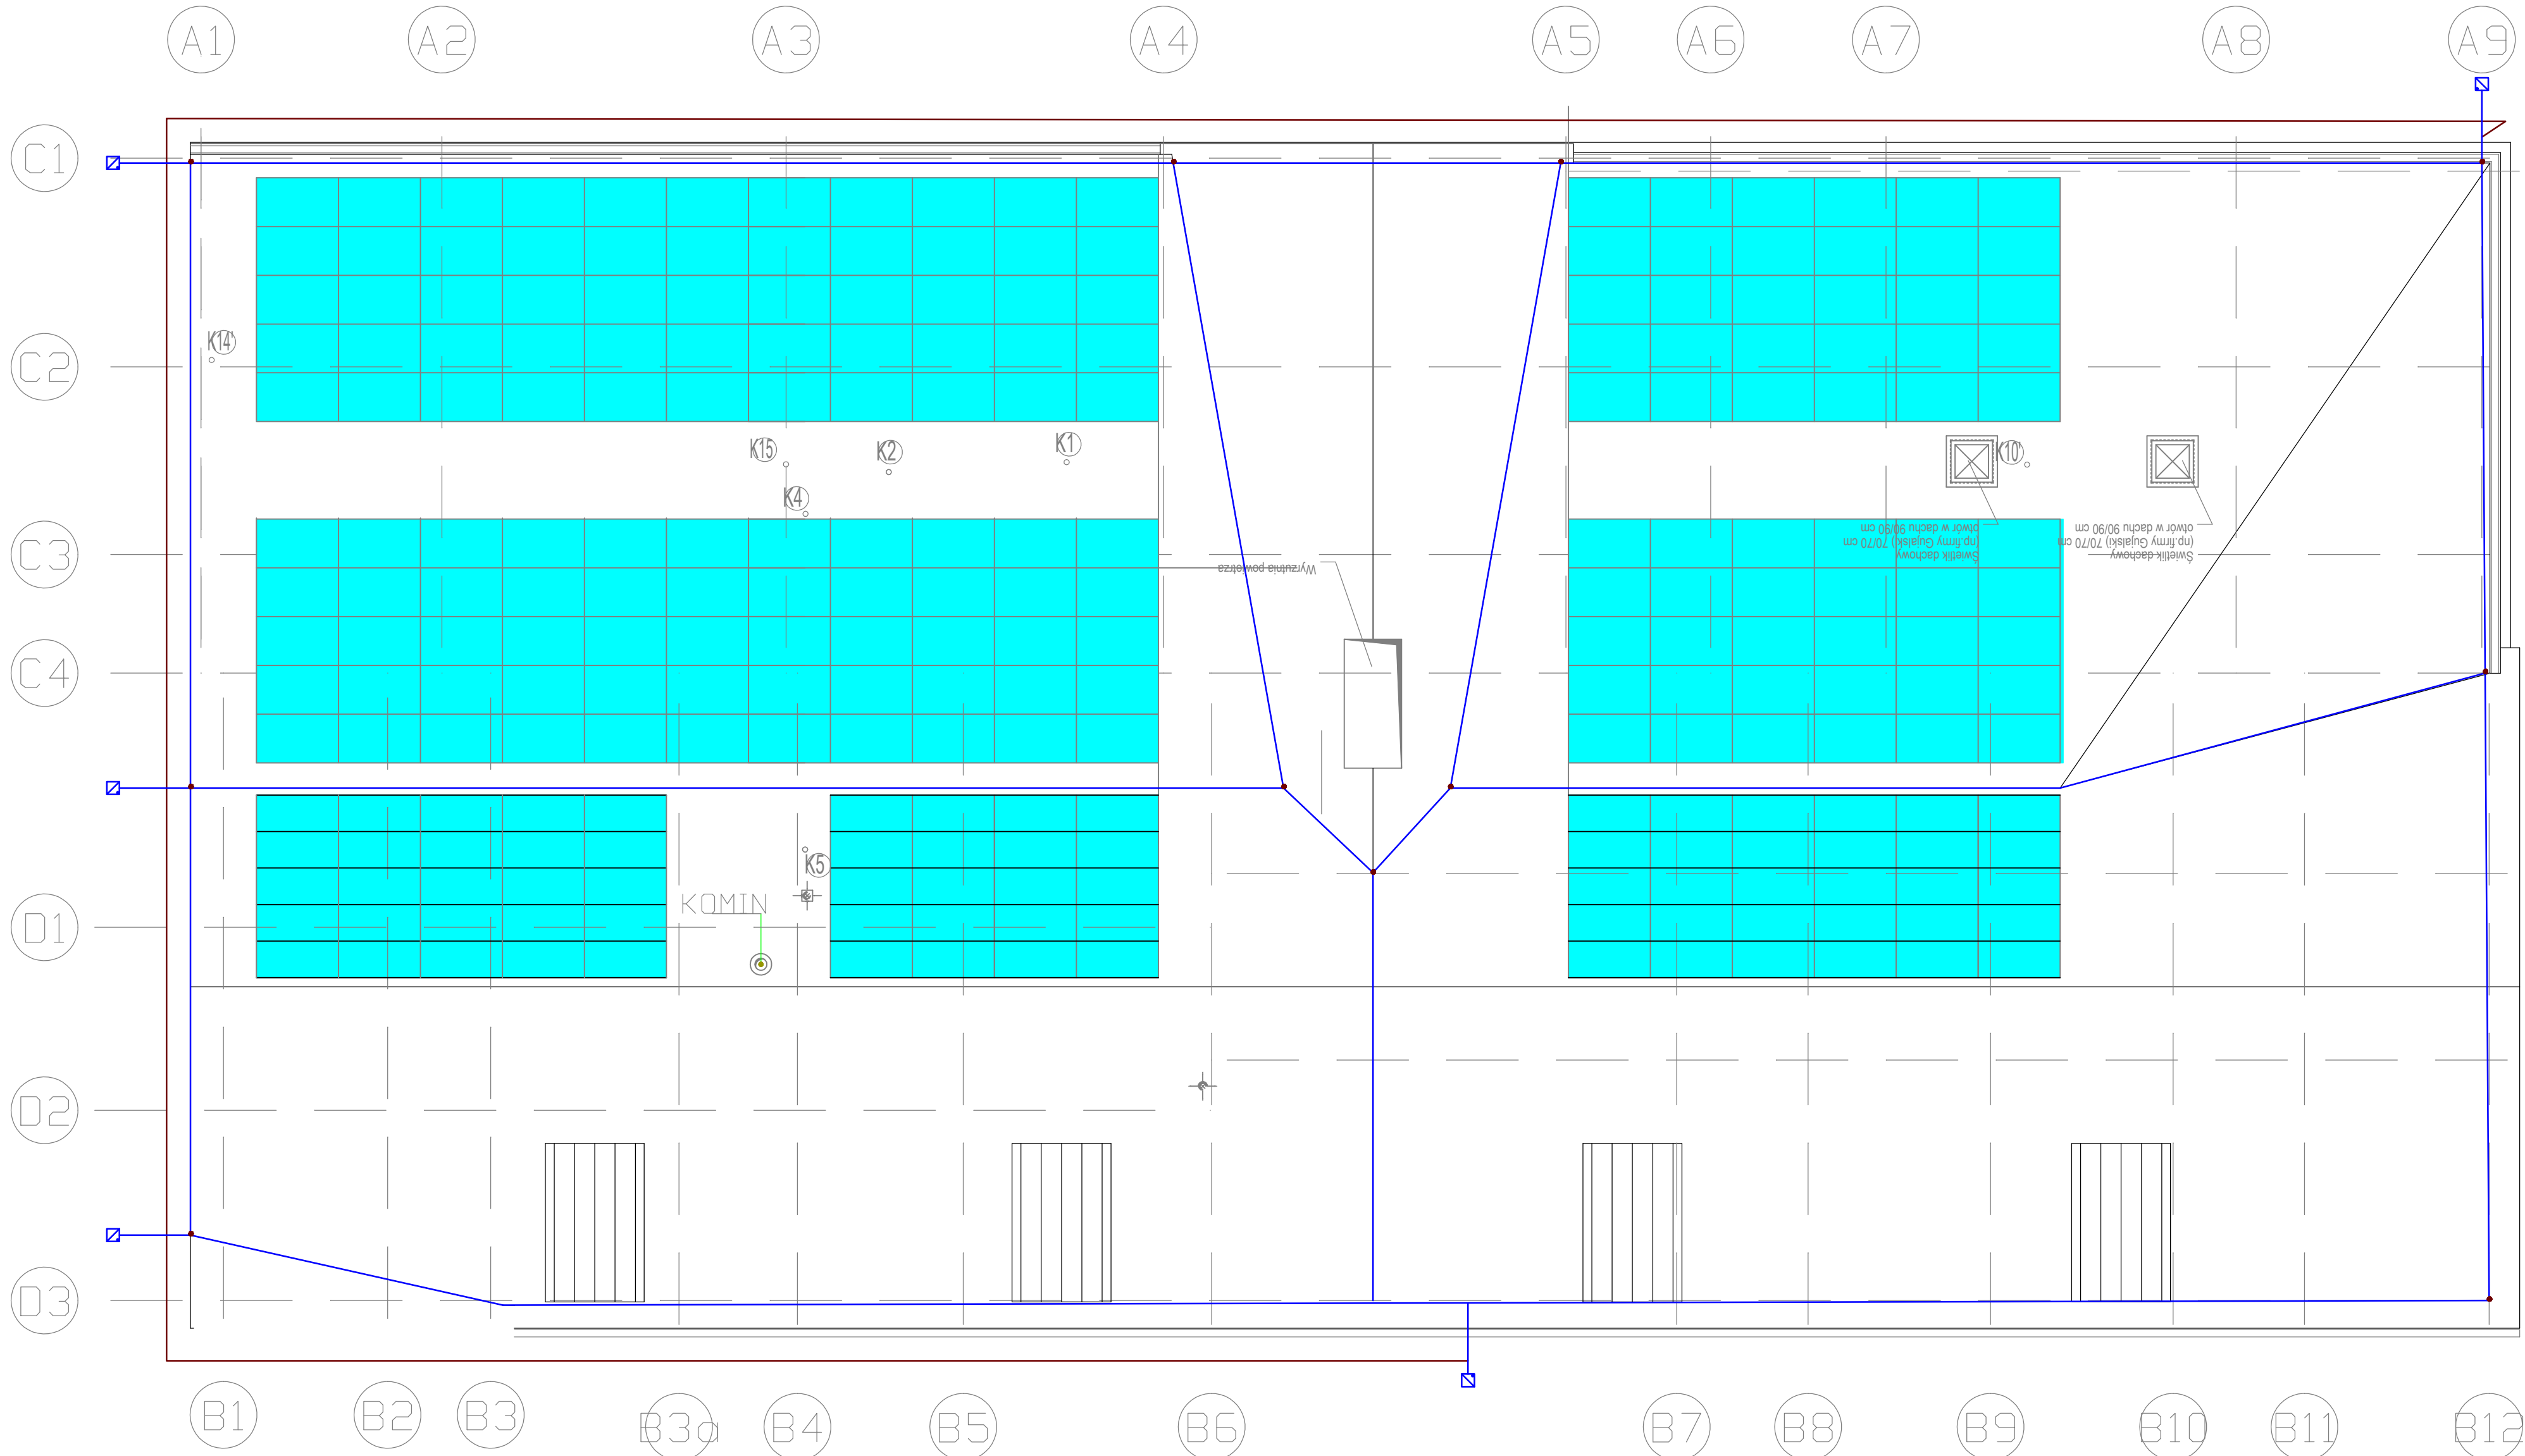 A1 A2 A3 A4 A5 A6 A7 A8 A9
C1
C2
K14'
K15 K2 K1 K10'
K4
C3
otwór w dachu 90/90 cm
(np.firmy Gujalski) 70/70 cm
Świetlik dachowy
otwór w dachu 90/90 cm
(np.firmy Gujalski) 70/70 cm
Świetlik dachowy
Wyrzutnia powiotrza
C4
K5
KOMIN
D1
D2
D3
B1 B2 B3 B3a B4 B5 B6 B7 B8 B9 B10 B11 B12